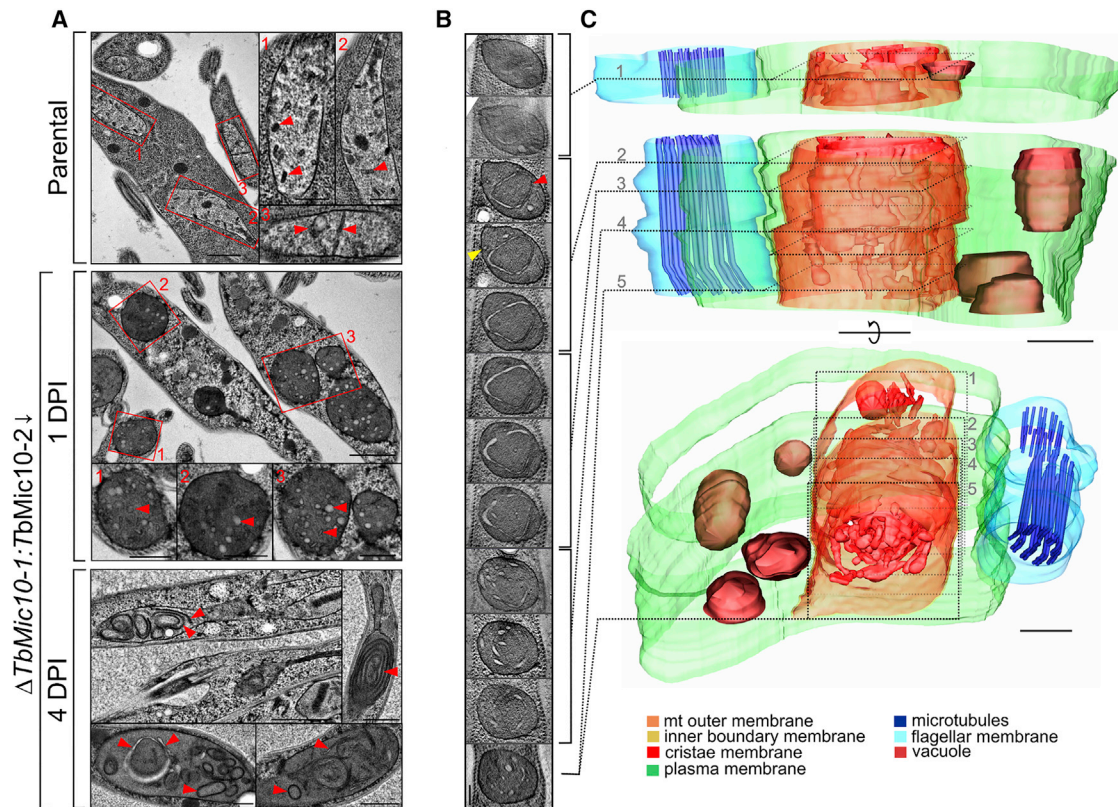 A
B
C
Parental
1
2
1
3
1
2
3
ΔTbMic10-1:TbMic10-2↓
1 DPI
2
3
1
1
2
3
4 DPI
1
2
3
4
5
1
2
3
4
5
mt outer membrane
inner boundary membrane
cristae membrane
plasma membrane
microtubules
flagellar membrane
vacuole